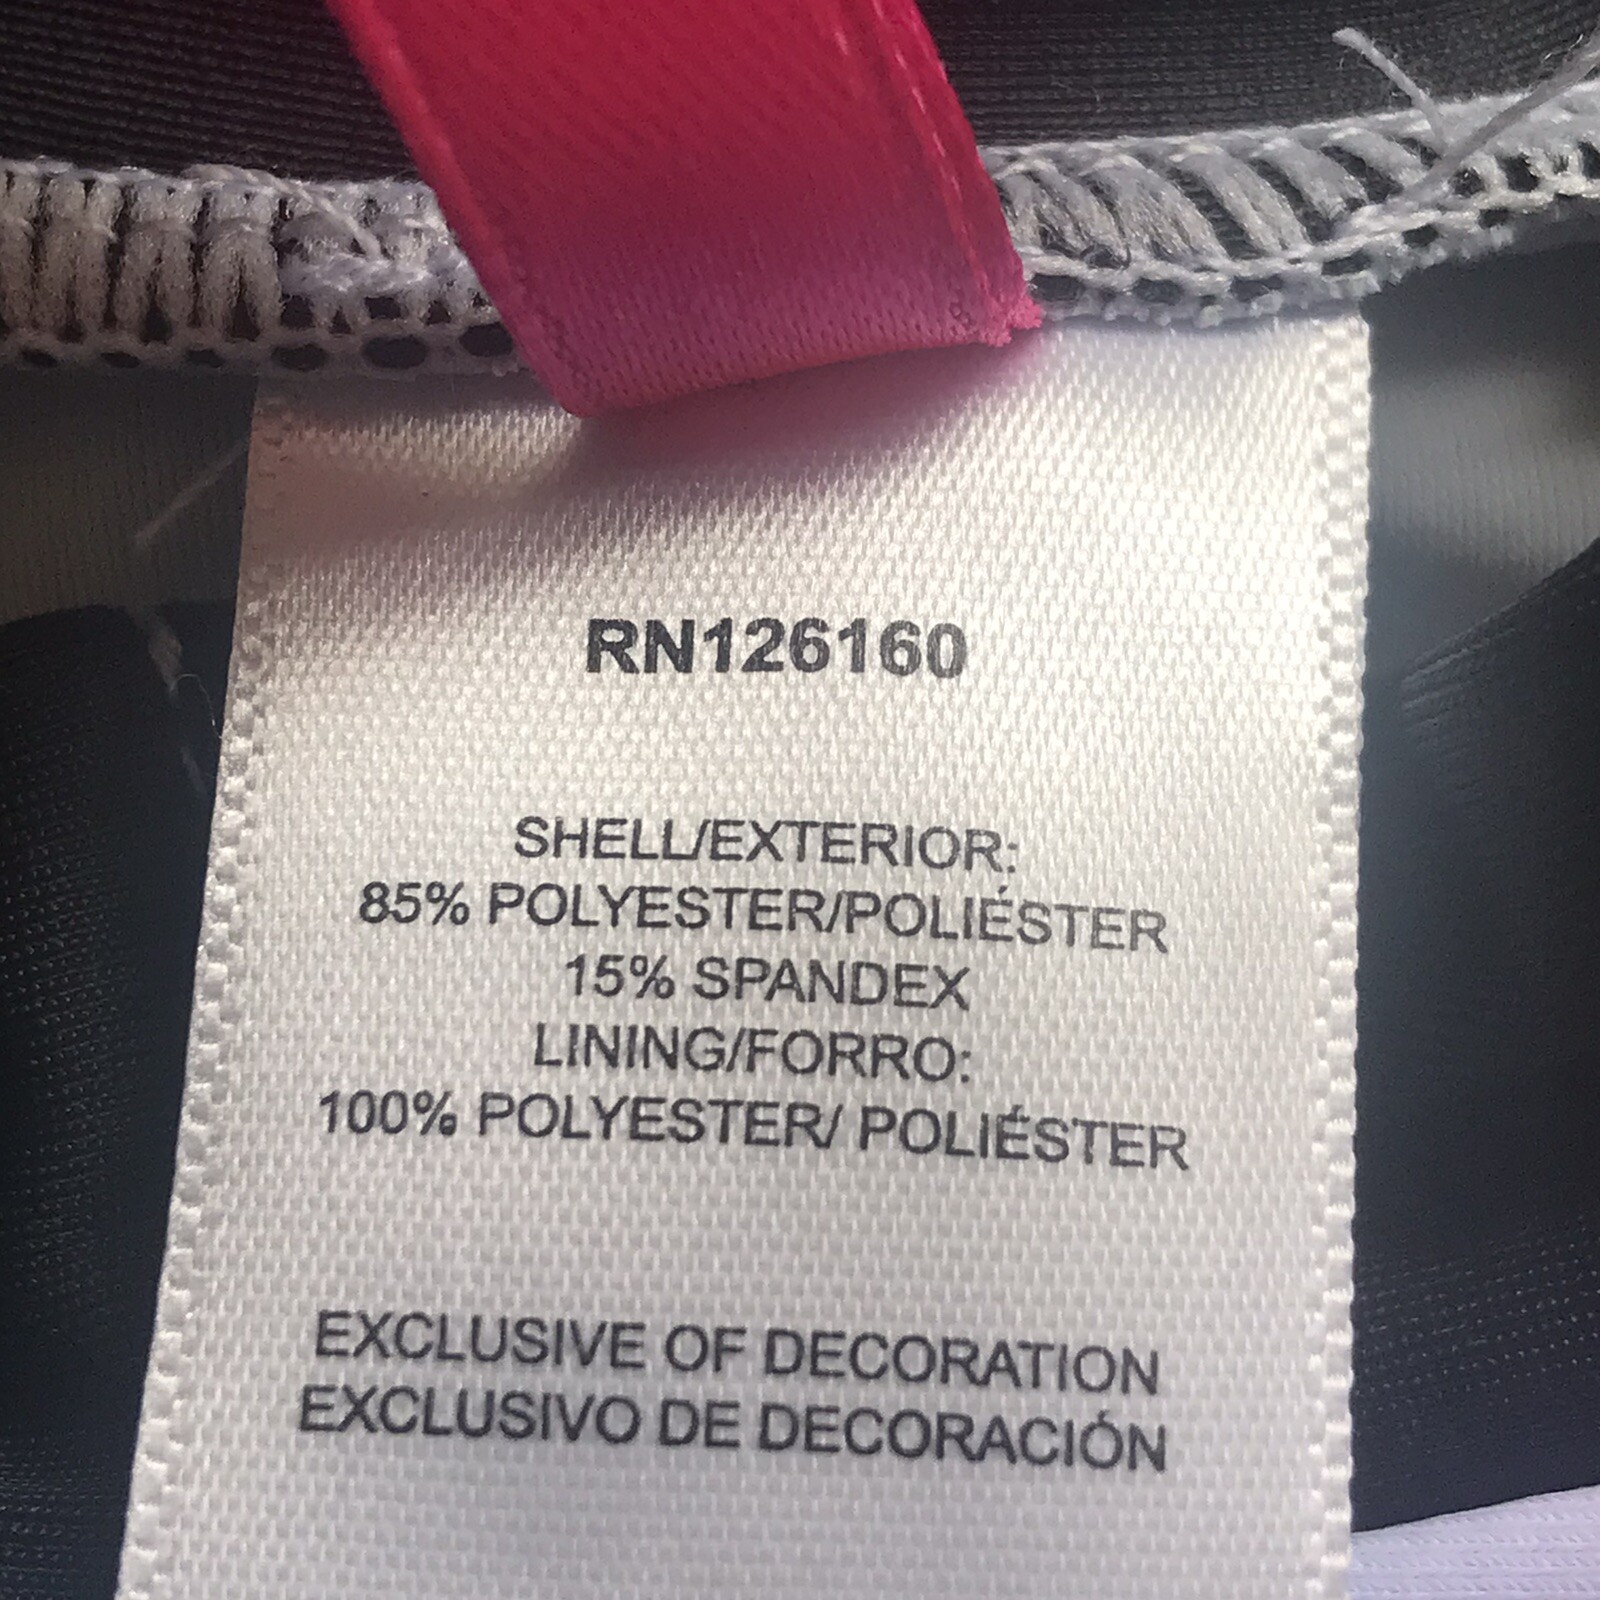 RN126160
SHELL/EXTERIOR:
85% POLYESTER/POLIÉSTER
15% SPANDEX
LINING/FORRO:
100% POLYESTER/ POLIÉSTER
EXCLUSIVE OF DECORATION
EXCLUSIVO DE DECORACIÓN